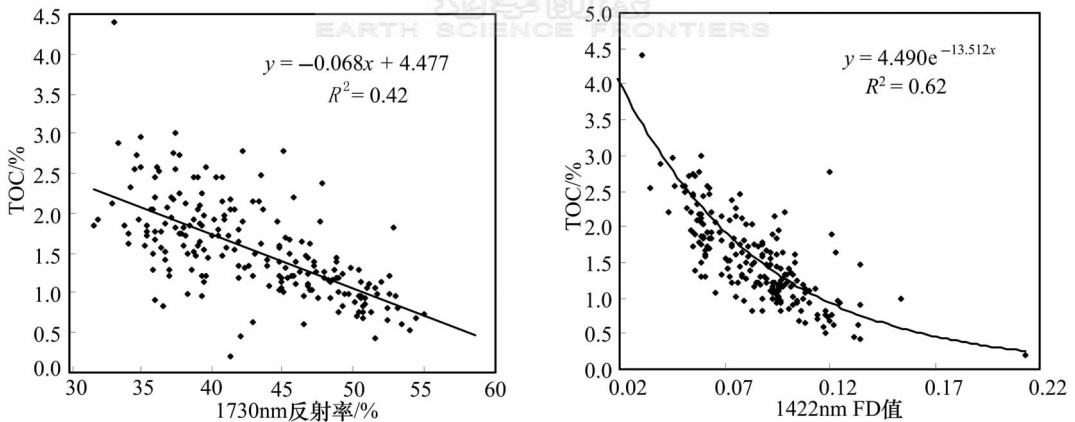 EARTH SCIENCE FRONTIERS
4.5
4.0
3.5
3.0
2.5
2.0
1.5
1.0
0.5
0.0
TOC/%
y = −0.068x + 4.477
R² = 0.42
30 35 40 45 50 55 60
1730nm反射率/%
5.0
4.5
4.0
3.5
3.0
2.5
2.0
1.5
1.0
0.5
0.0
TOC/%
y = 4.490e^−13.512x
R² = 0.62
0.02 0.07 0.12 0.17 0.22
1422nm FD值